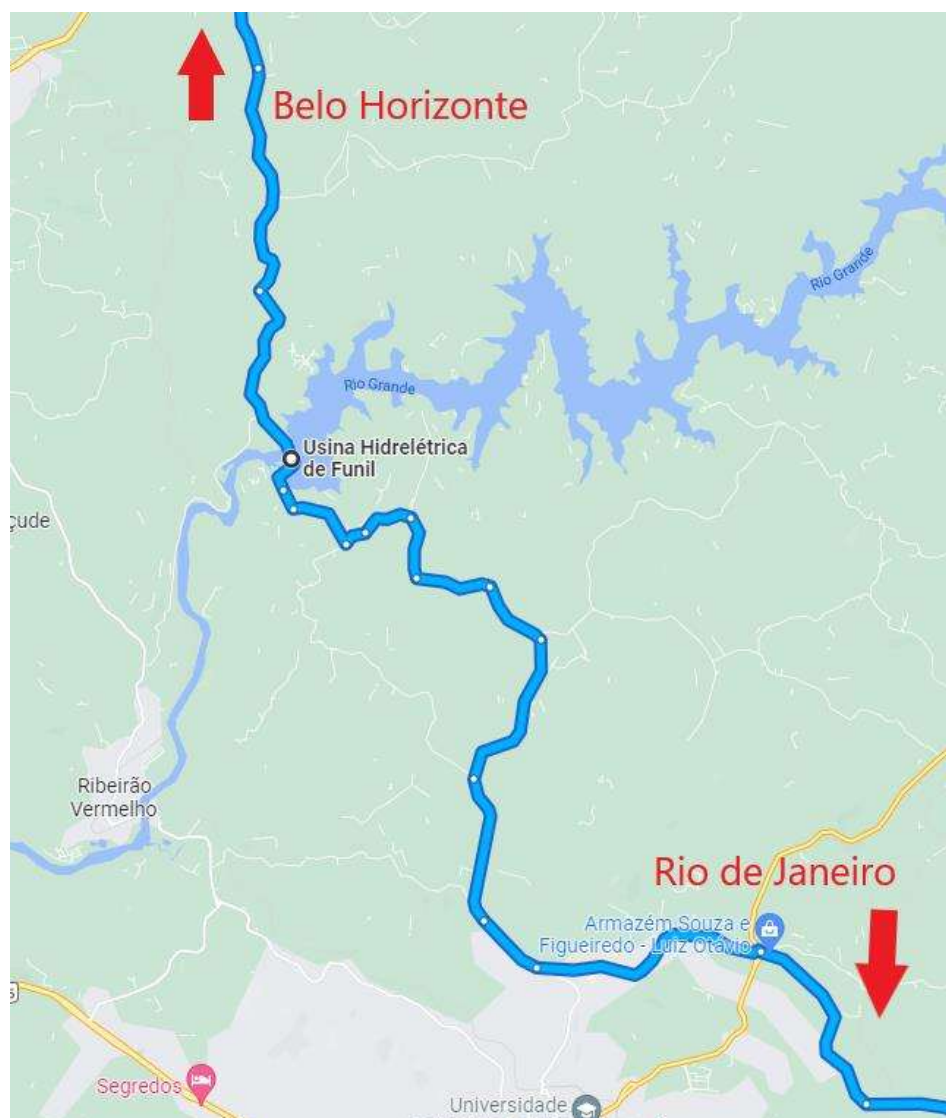 Belo Horizonte
Rio Grande
Rio Grande
Usina Hidrelétrica
de Funil
çude
Ribeirão
Vermelho
Rio de Janeiro
Armazém Souza e
Figueiredo - Luiz Otávio
Segredos
Universidade